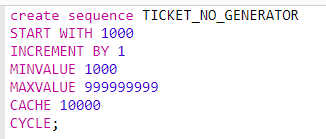 create sequence TICKET_NO_GENERATOR
START WITH 1000
INCREMENT BY 1
MINVALUE 1000
MAXVALUE 999999999
CACHE 10000
CYCLE;